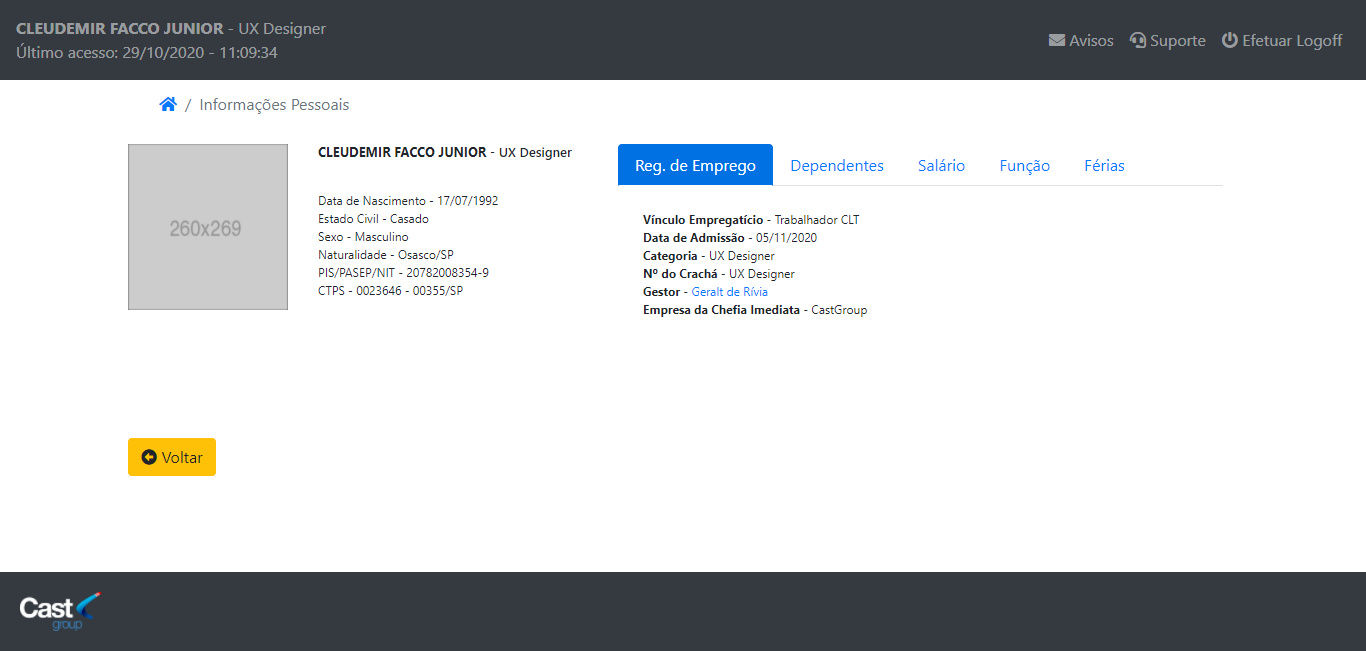 CLEUDEMIR FACCO JUNIOR - UX Designer
Último acesso: 29/10/2020 - 11:09:34
Avisos Suporte Efetuar Logoff
/ Informações Pessoais
260x269
CLEUDEMIR FACCO JUNIOR - UX Designer
Data de Nascimento - 17/07/1992
Estado Civil - Casado
Sexo - Masculino
Naturalidade - Osasco/SP
PIS/PASEP/NIT - 20782008354-9
CTPS - 0023646 - 00355/SP
Reg. de Emprego Dependentes Salário Função Férias
Vínculo Empregatício - Trabalhador CLT
Data de Admissão - 05/11/2020
Categoria - UX Designer
Nº do Crachá - UX Designer
Gestor - Geralt de Rívia
Empresa da Chefia Imediata - CastGroup
Voltar
Cast
group